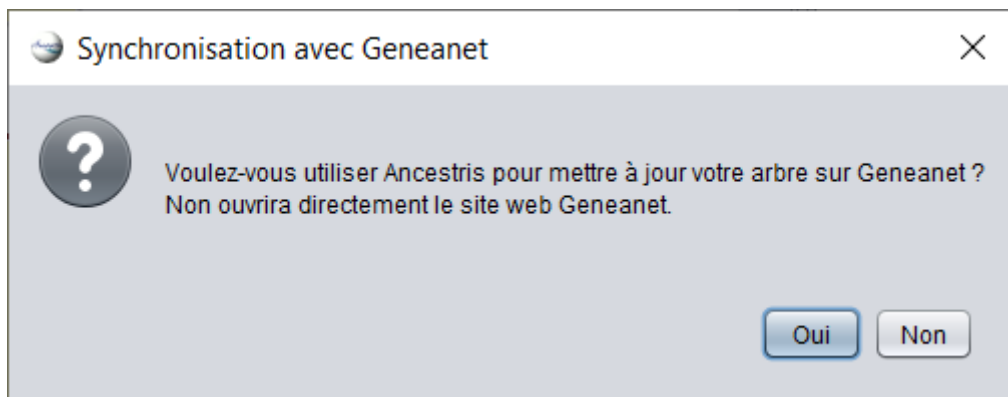 Synchronisation avec Geneanet
Voulez-vous utiliser Ancestris pour mettre à jour votre arbre sur Geneanet ?
Non ouvrira directement le site web Geneanet.
Oui
Non